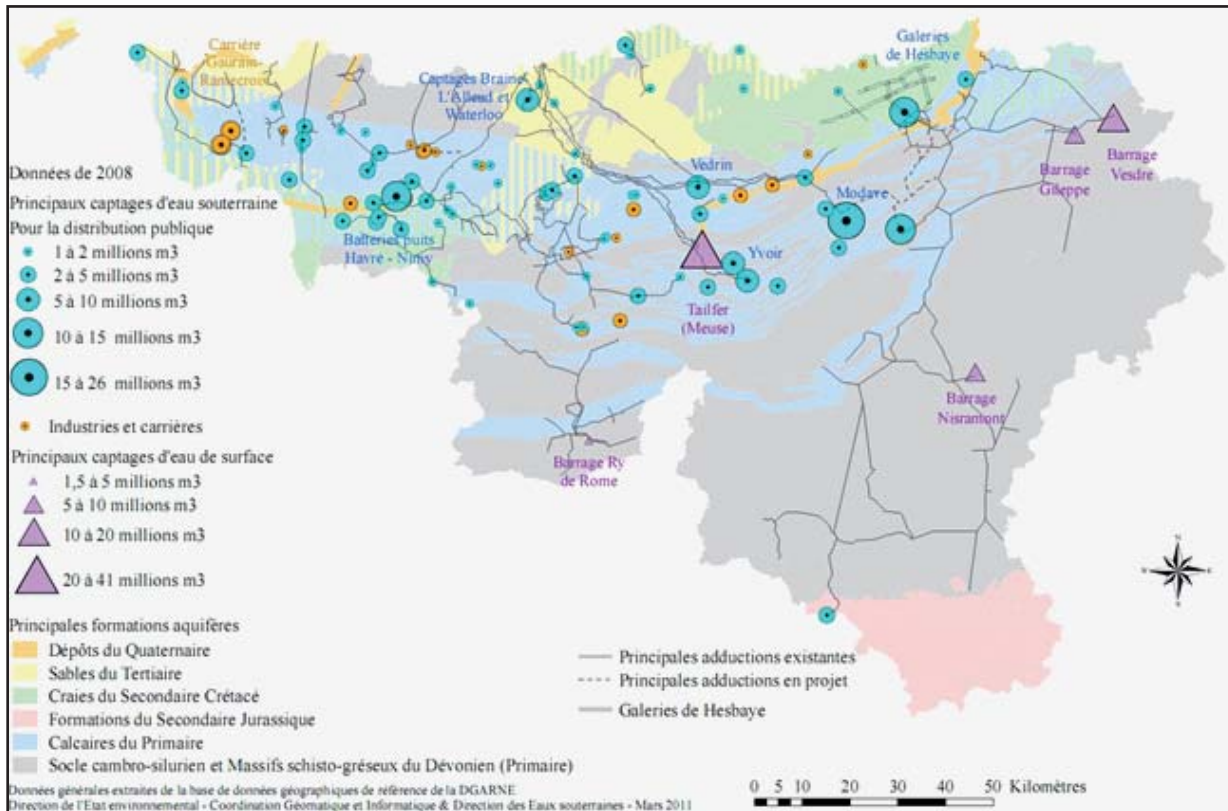 Carrière
Gaurain-
Ramecroix
Captages Braine
L'Alleud et
Waterloo
Galeries
de Hesbaye
Barrage
Gileppe
Barrage
Vesdre
Vedrin
Modave
Batteries puits
Havré - Nimy
Yvoir
Tailfer
(Meuse)
Barrage
Nisramont
Barrage Ry
de Rome
Données de 2008
Principaux captages d'eau souterraine
Pour la distribution publique
1 à 2 millions m3
2 à 5 millions m3
5 à 10 millions m3
10 à 15 millions m3
15 à 26 millions m3
Industries et carrières
Principaux captages d'eau de surface
1,5 à 5 millions m3
5 à 10 millions m3
10 à 20 millions m3
20 à 41 millions m3
Principales formations aquifères
Dépôts du Quaternaire
Sables du Tertiaire
Craies du Secondaire Crétacé
Formations du Secondaire Jurassique
Calcaires du Primaire
Socle cambro-silurien et Massifs schisto-gréseux du Dévonien (Primaire)
Principales adductions existantes
Principales adductions en projet
Galeries de Hesbaye
Données générales extraites de la base de données géographiques de référence de la DGARNE
Direction de l'Etat environnemental - Coordination Géomatique et Informatique & Direction des Eaux souterraines - Mars 2011
0 5 10 20 30 40 50 Kilomètres